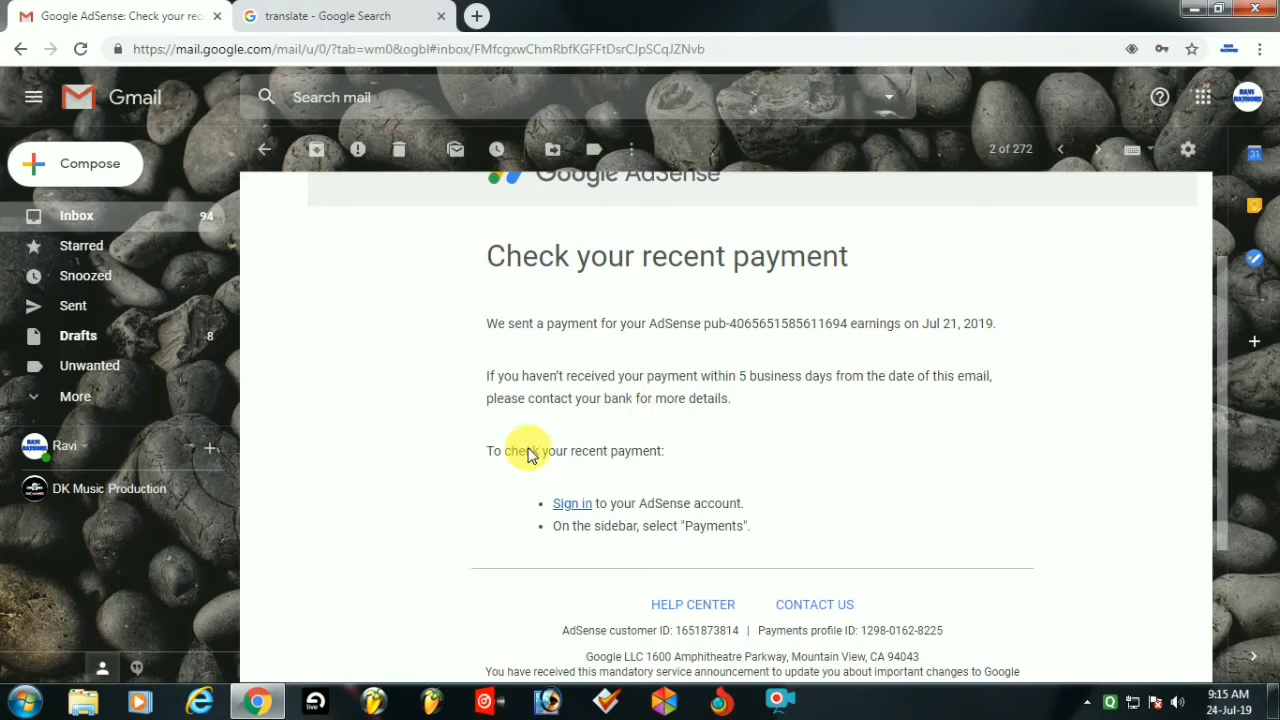 Google AdSense: Check your rec
translate - Google Search
https://mail.google.com/mail/u/0/?tab=wm0&ogbl#inbox/FMfcgxwChmRbfKGFFtDsrCJpSCqJZNvb
Gmail
Search mail
RAVI RATHORE
Compose
2 of 272
Inbox 94
Starred
Snoozed
Sent
Drafts 8
Unwanted
More
Ravi
DK Music Production
Google AdSense
Check your recent payment
We sent a payment for your AdSense pub-4065651585611694 earnings on Jul 21, 2019.
If you haven't received your payment within 5 business days from the date of this email,
please contact your bank for more details.
To check your recent payment:
• Sign in to your AdSense account.
• On the sidebar, select "Payments".
HELP CENTER CONTACT US
AdSense customer ID: 1651873814 | Payments profile ID: 1298-0162-8225
Google LLC 1600 Amphitheatre Parkway, Mountain View, CA 94043
You have received this mandatory service announcement to update you about important changes to Google
31
9:15 AM
24-Jul-19